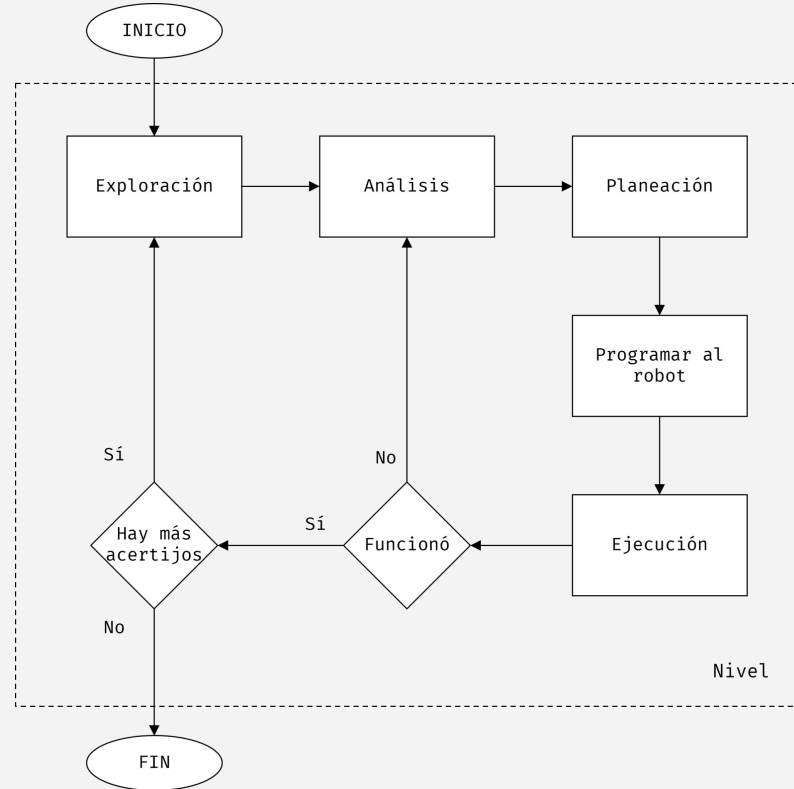 INICIO
Exploración
Análisis
Planeación
Programar al
robot
Sí
No
Hay más
acertijos
Sí
Funcionó
Ejecución
No
Nivel
FIN